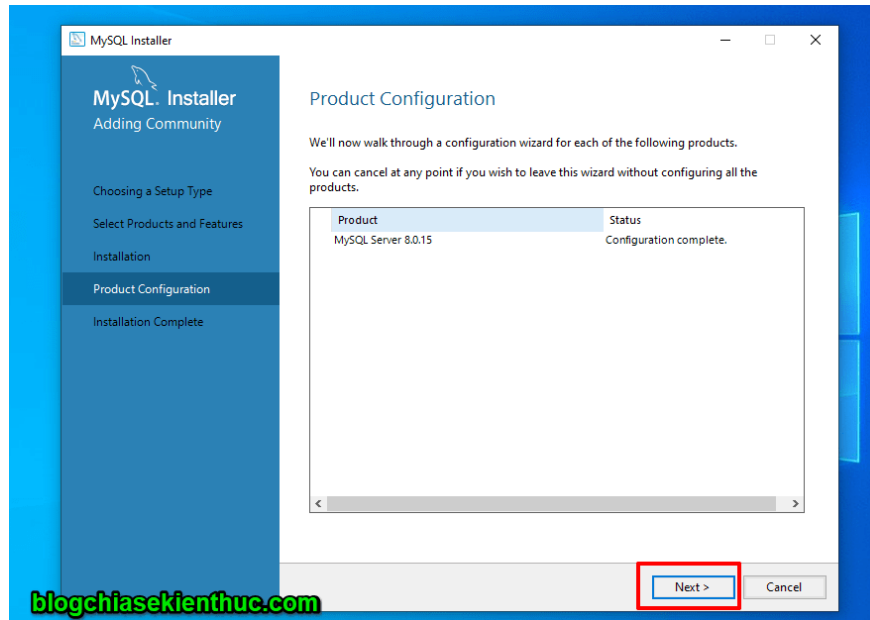 MySQL Installer
MySQL. Installer
Adding Community
Choosing a Setup Type
Select Products and Features
Installation
Product Configuration
Installation Complete
Product Configuration
We'll now walk through a configuration wizard for each of the following products.
You can cancel at any point if you wish to leave this wizard without configuring all the
products.
Product Status
MySQL Server 8.0.15 Configuration complete.
Next > Cancel
blogchiasekienthuc.com